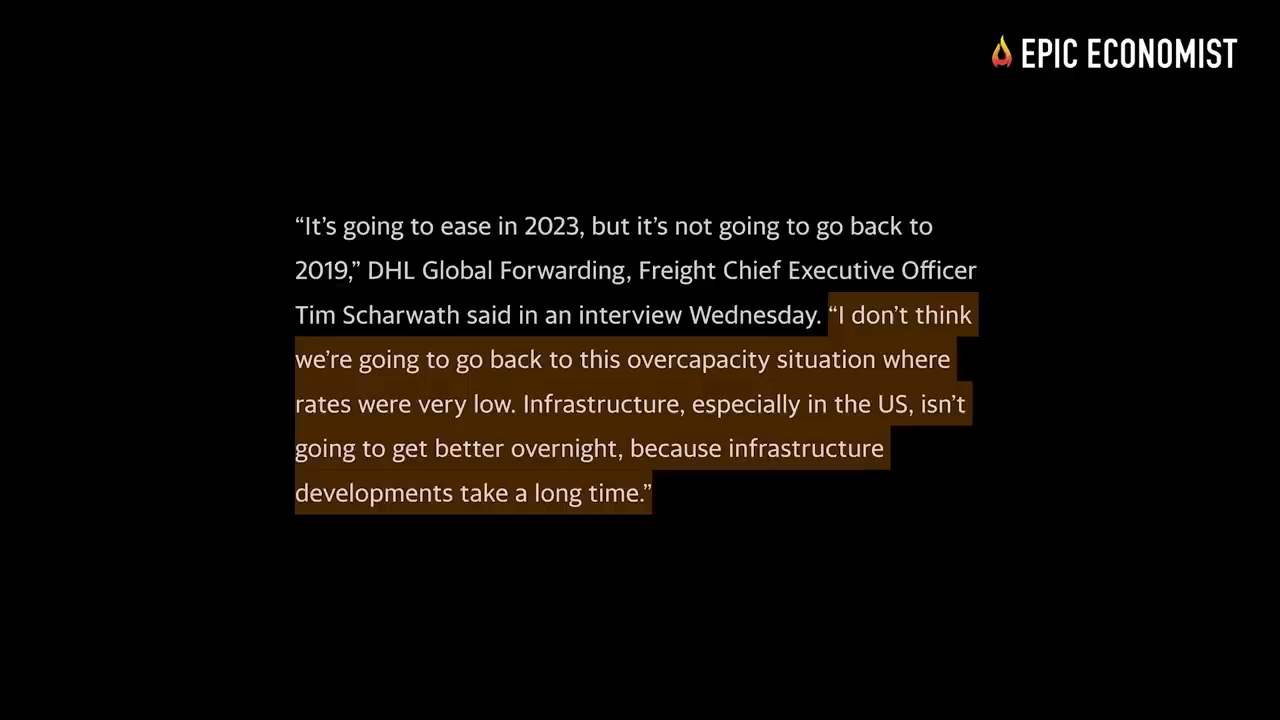 EPIC ECONOMIST
“It’s going to ease in 2023, but it’s not going to go back to
2019,” DHL Global Forwarding, Freight Chief Executive Officer
Tim Scharwath said in an interview Wednesday. “I don’t think
we’re going to go back to this overcapacity situation where
rates were very low. Infrastructure, especially in the US, isn’t
going to get better overnight, because infrastructure
developments take a long time.”